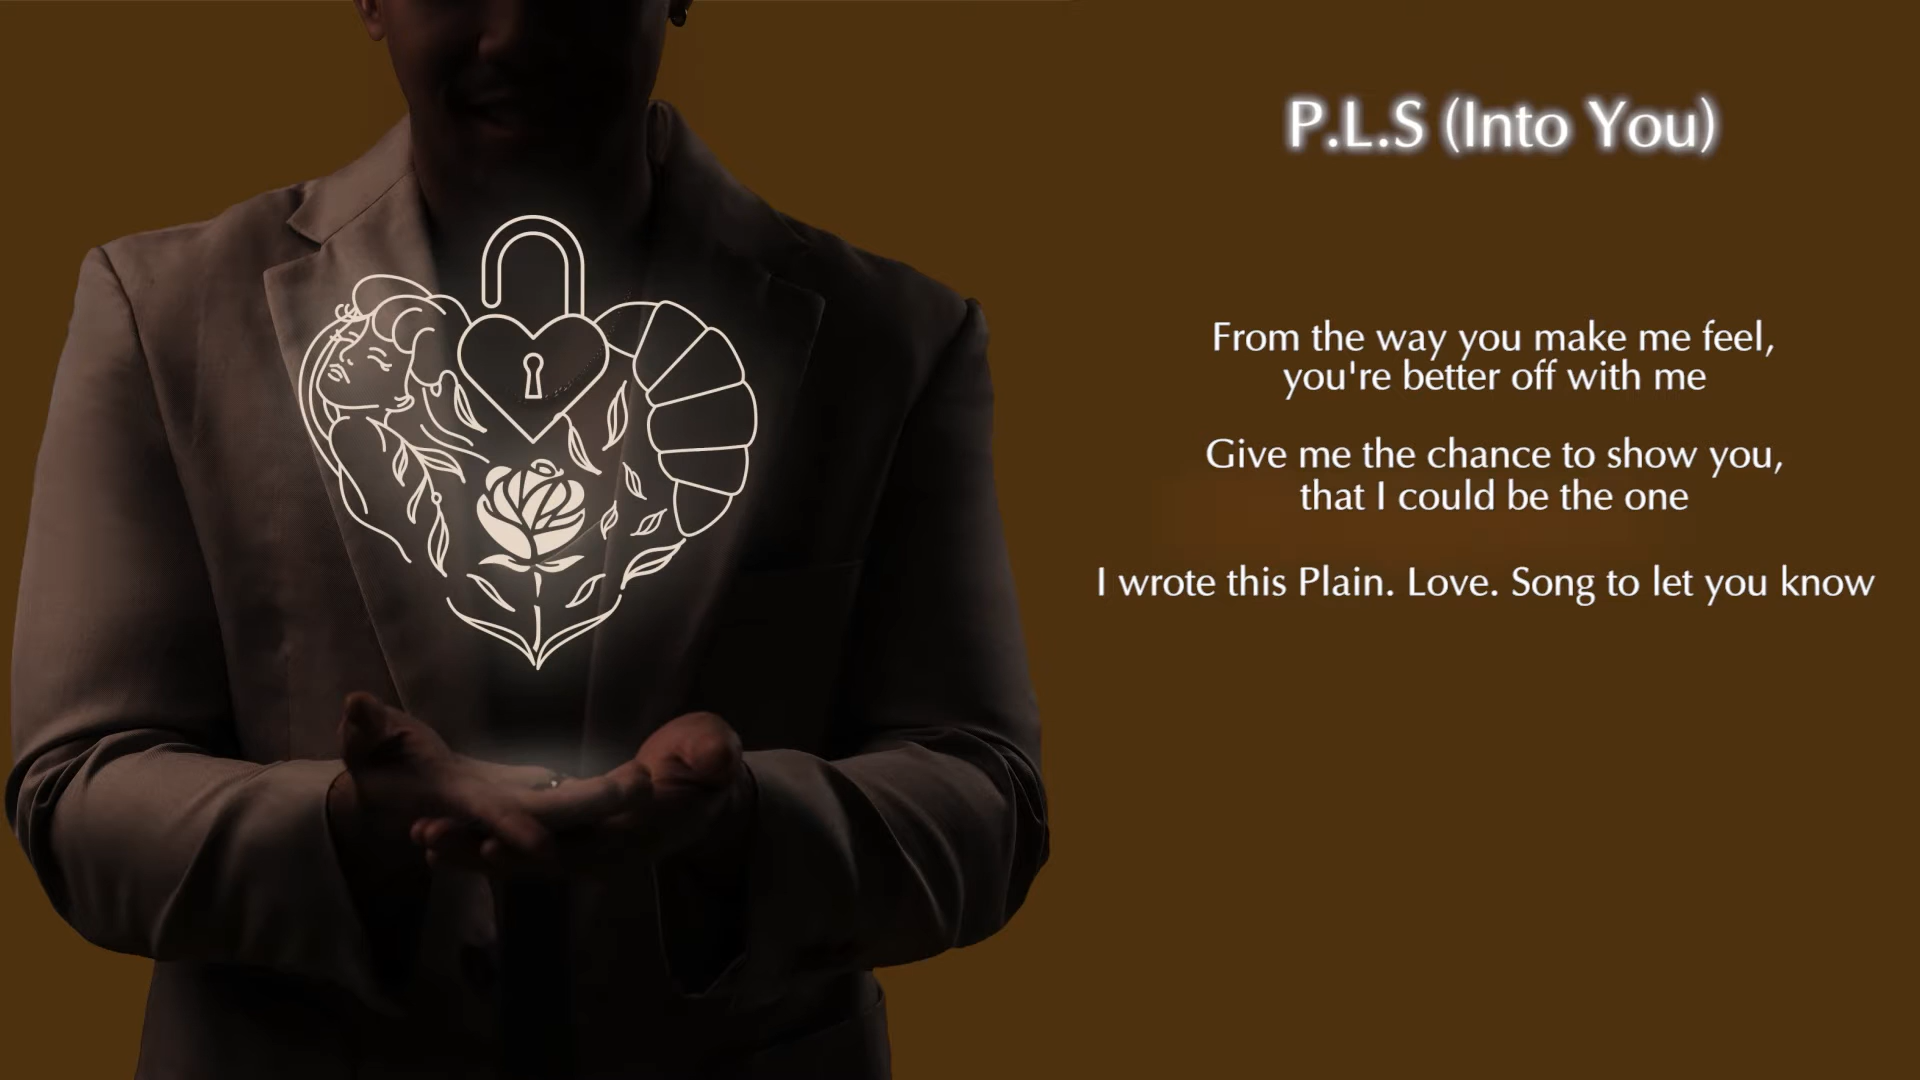 P.L.S (Into You)
From the way you make me feel,
you're better off with me
Give me the chance to show you,
that I could be the one
I wrote this Plain. Love. Song to let you know